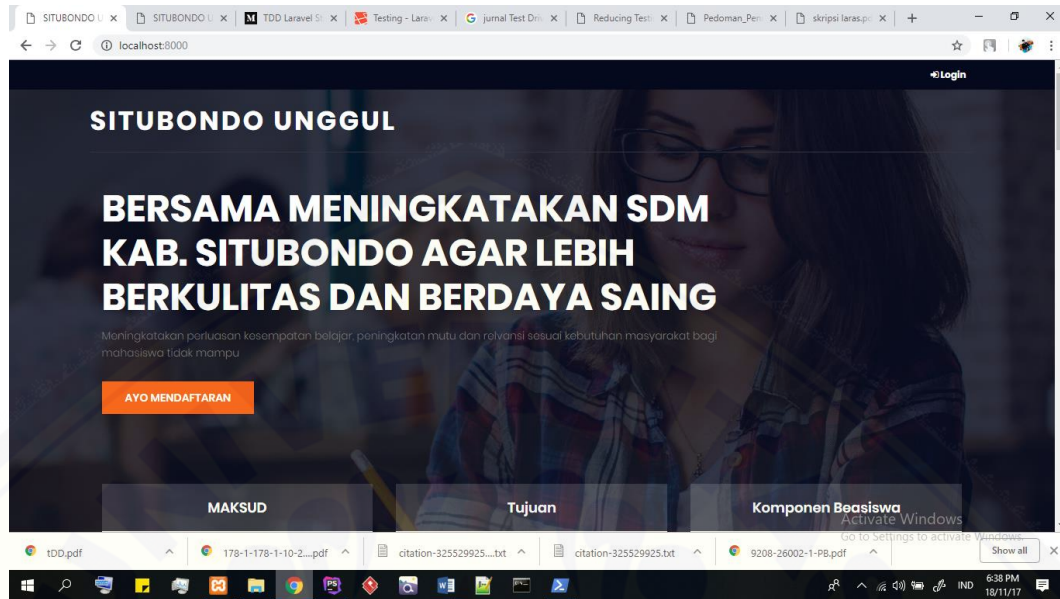 SITUBONDO U
SITUBONDO U
TDD Laravel S
Testing - Larav
jurnal Test Driv
Reducing Testi
Pedoman_Pen
skripsi laras.p
localhost:8000
Login
SITUBONDO UNGGUL
BERSAMA MENINGKATAKAN SDM
KAB. SITUBONDO AGAR LEBIH
BERKULITAS DAN BERDAYA SAING
Meningkatakan perluasan kesempatan belajar, peningkatan mutu dan relvansi sesuai kebutuhan masyarakat bagi
mahasiswa tidak mampu
AYO MENDAFTARAN
MAKSUD
Tujuan
Komponen Beasiswa
Activate Windows
Go to Settings to activate Windows.
tDD.pdf
178-1-178-1-10-2....pdf
citation-325529925....txt
citation-325529925.txt
9208-26002-1-PB.pdf
Show all
IND
6:38 PM
18/11/17